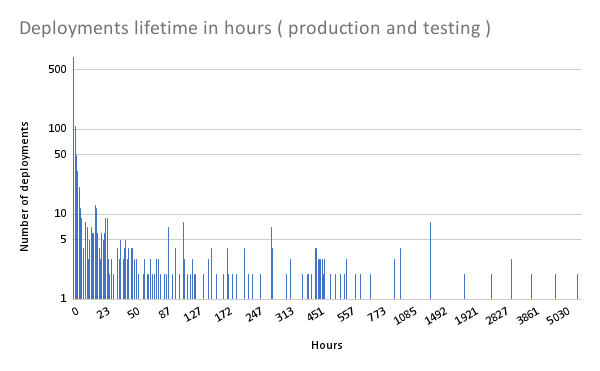 Deployments lifetime in hours ( production and testing )
500
100
50
10
5
1
Number of deployments
0 23 50 87 127 172 247 313 451 557 773 1085 1492 1921 2827 3861 5030
Hours